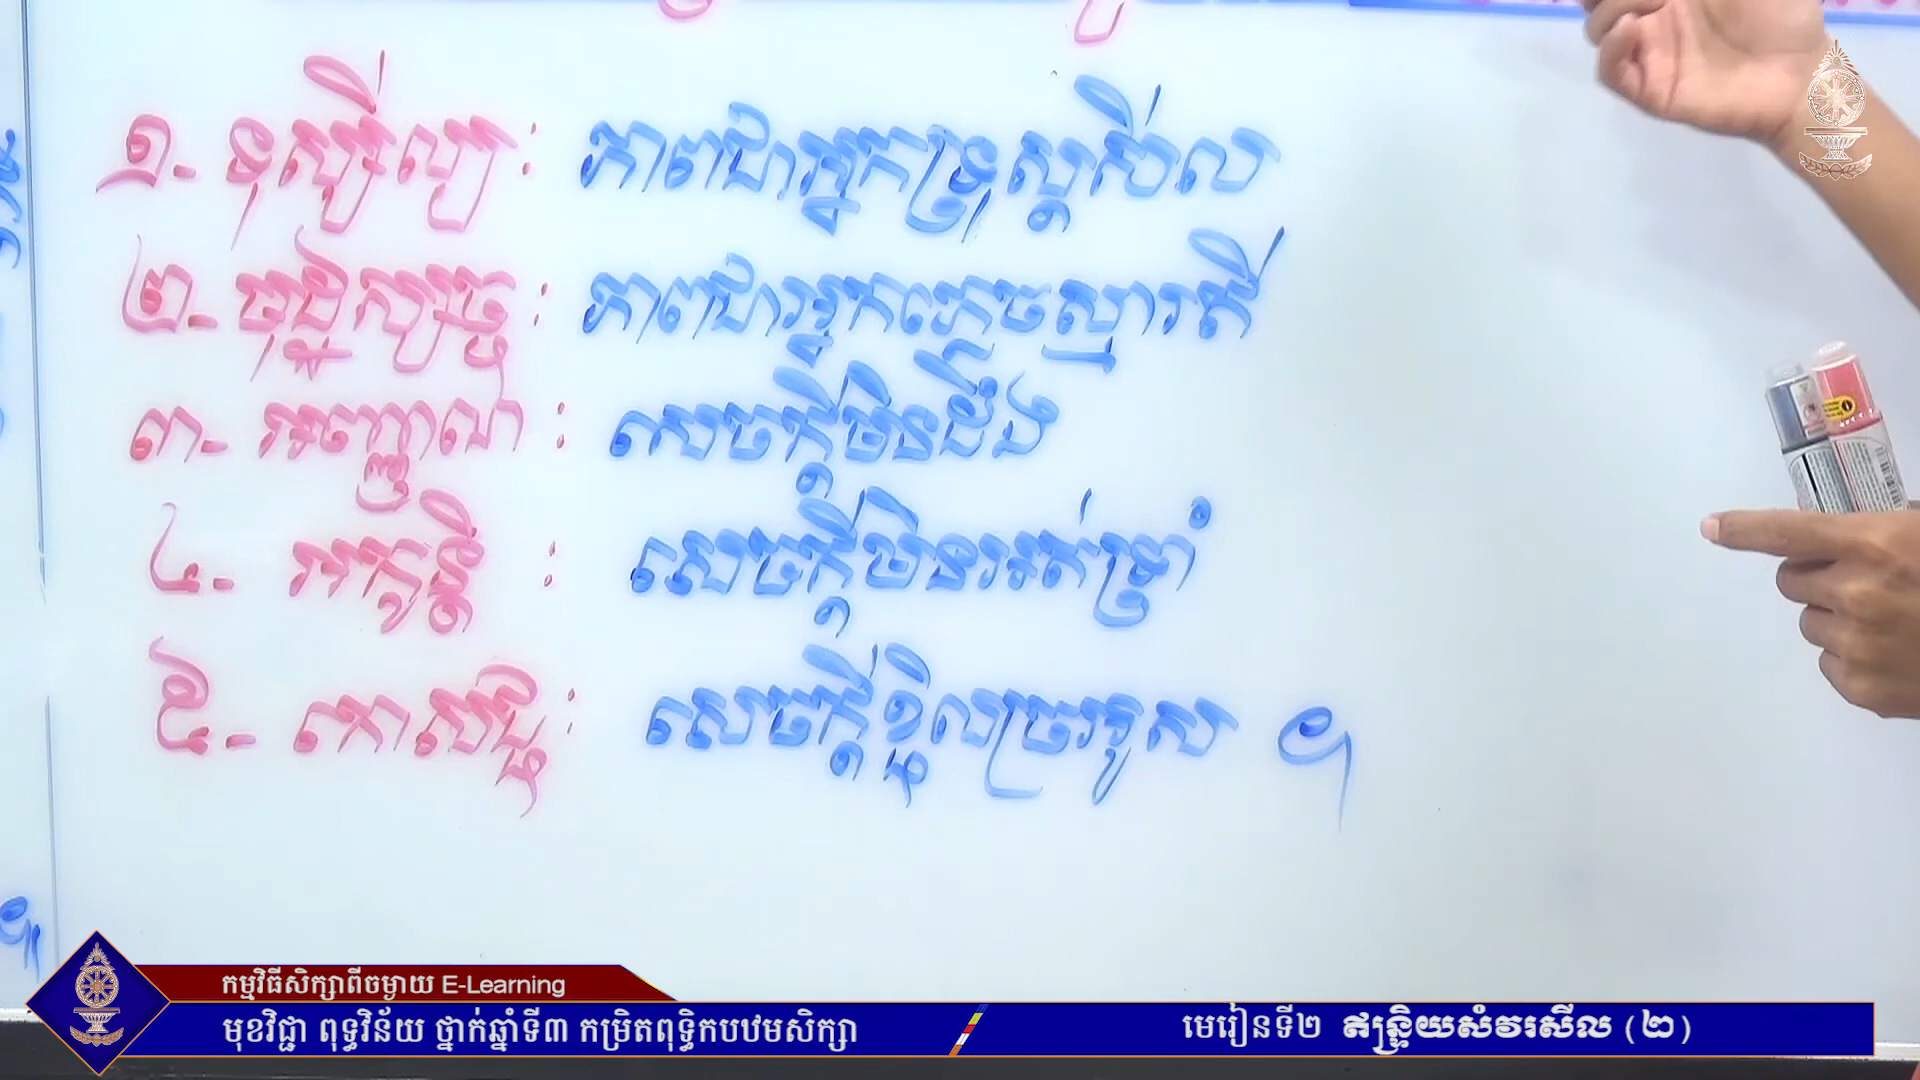 ១- ទុស្សីល្យ : ភាពជាអ្នកទ្រុស្តសីល
២- មុដ្ឋស្សច្ច : ភាពជាអ្នកភ្លេចស្មារតី
៣- អញ្ញាណ : សេចក្តីមិនដឹង
៤- អក្ខន្តិ : សេចក្តីមិនអត់ទ្រាំ
៥- កោសជ្ជ : សេចក្តីខ្ជិលច្រអូស ។
កម្មវិធីសិក្សាពីចម្ងាយ E-Learning
មុខវិជ្ជា ពុទ្ធវិន័យ ថ្នាក់ឆ្នាំទី៣ កម្រិតពុទ្ធិកបឋមសិក្សា
មេរៀនទី២ ឥន្ទ្រិយសំវរសីល (២)